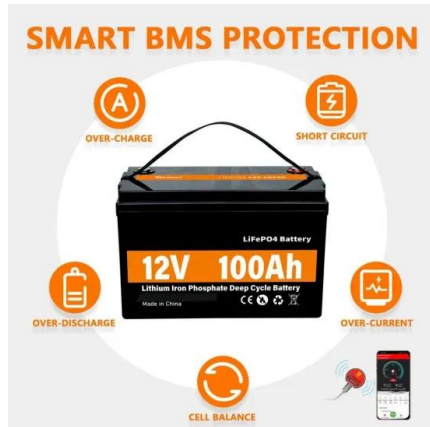 SMART BMS PROTECTION
A
OVER-CHARGE
SHORT CIRCUIT
LiFePO4 Battery
12V 100Ah
Lithium Iron Phosphate Deep Cycle Battery
Made in China
CE
OVER-DISCHARGE
OVER-CURRENT
CELL BALANCE